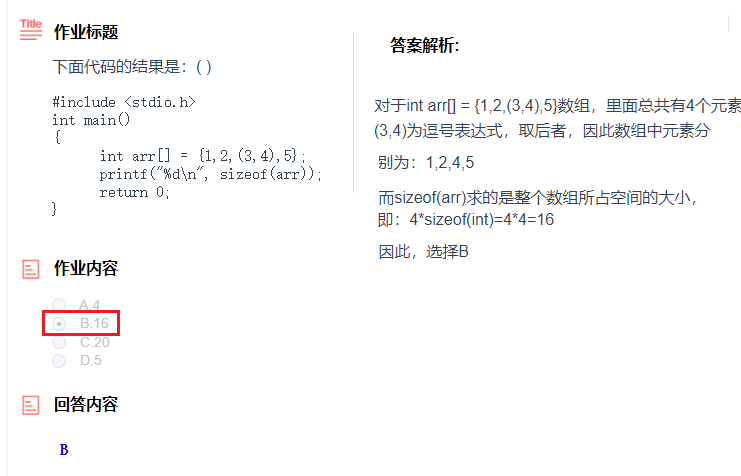 Title
作业标题
下面代码的结果是：( )
#include <stdio.h>
int main()
{
int arr[] = {1,2,(3,4),5};
printf("%d\n", sizeof(arr));
return 0;
}
作业内容
A.4
B.16
C.20
D.5
回答内容
B
答案解析:
对于int arr[] = {1,2,(3,4),5}数组，里面总共有4个元素
(3,4)为逗号表达式，取后者，因此数组中元素分
别为：1,2,4,5
而sizeof(arr)求的是整个数组所占空间的大小，
即：4*sizeof(int)=4*4=16
因此，选择B